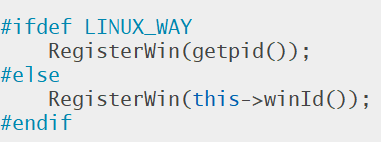 #ifdef LINUX_WAY
    RegisterWin(getpid());
#else
    RegisterWin(this->winId());
#endif